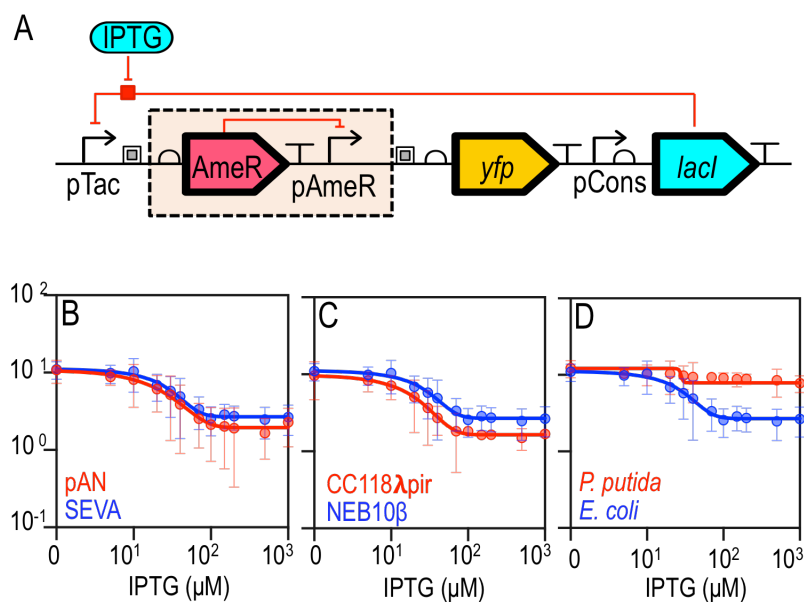 A
IPTG
AmeR
yfp
lacI
pTac
pAmeR
pCons
B
C
D
10 2
10 1
10 0
10 -1
pAN
SEVA
CC118λpir
NEB10β
P. putida
E. coli
0 10 1 10 2 10 3
0 10 1 10 2 10 3
0 10 1 10 2 10 3
IPTG (µM)
IPTG (µM)
IPTG (µM)